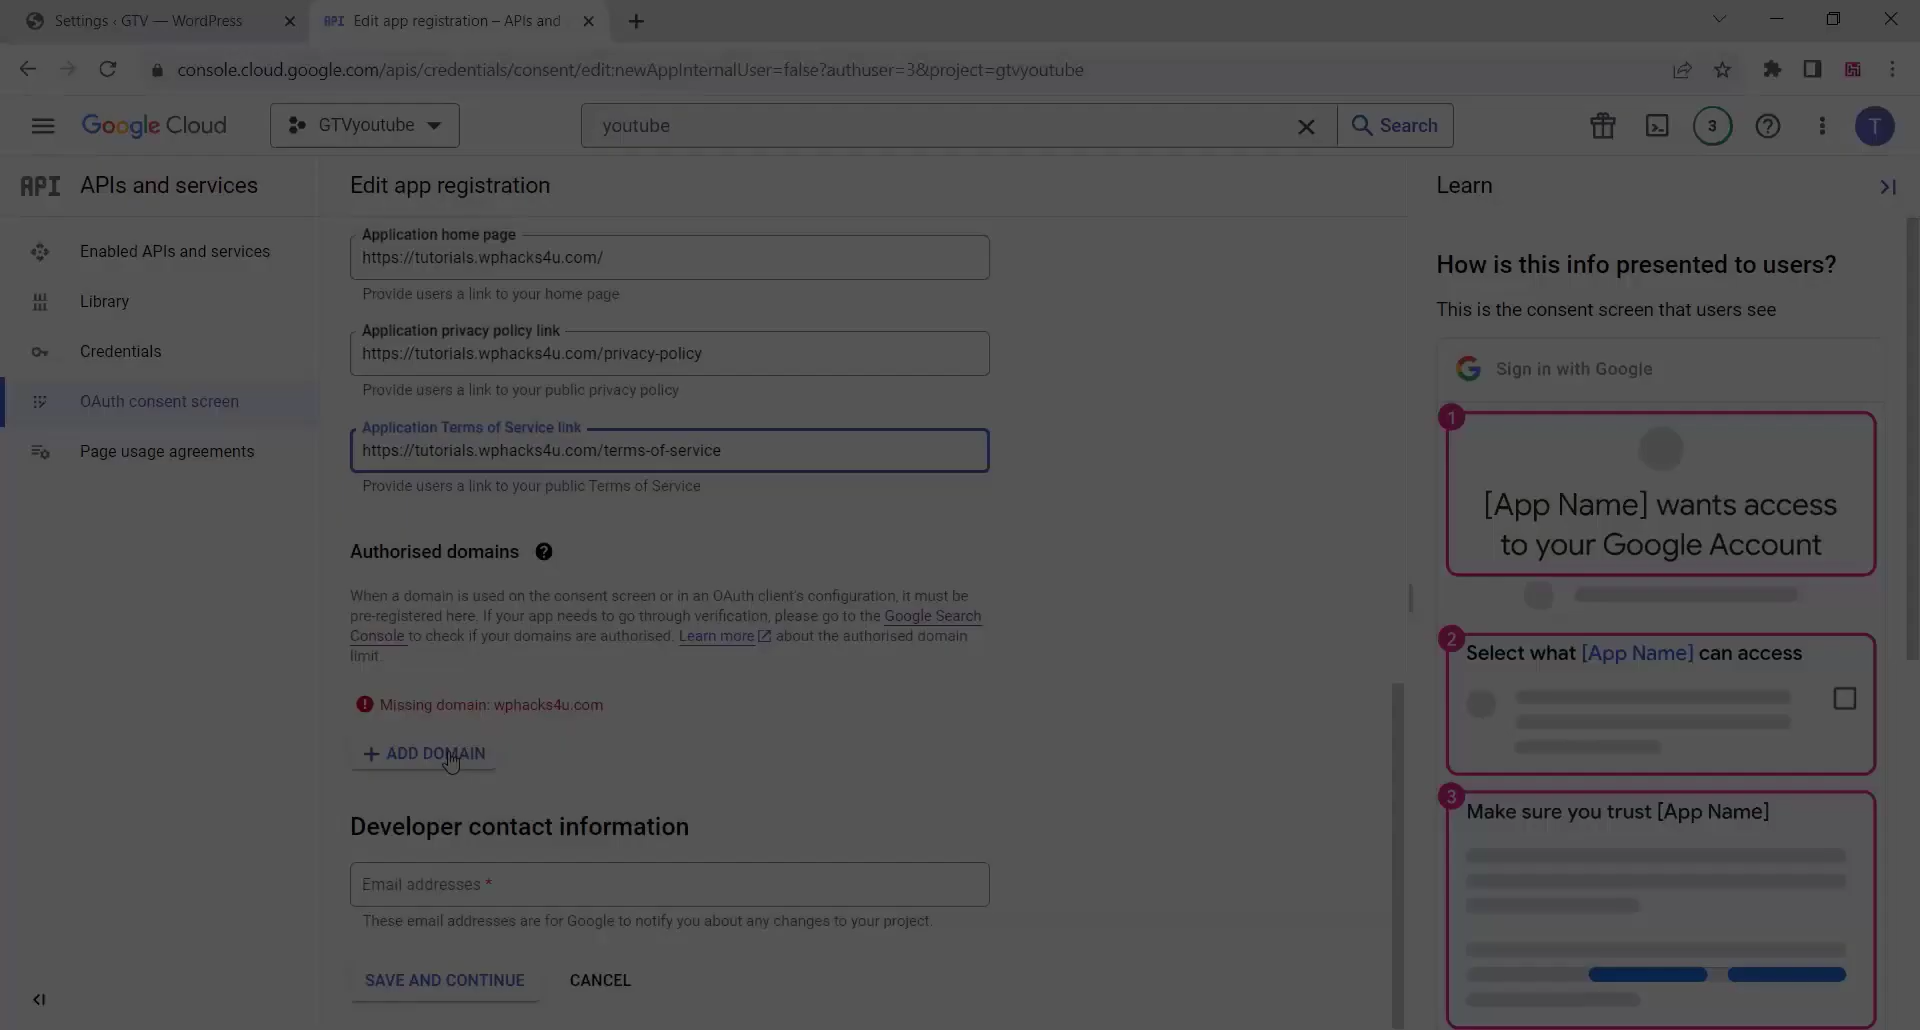 Settings ‹ GTV — WordPress
API Edit app registration – APIs and
console.cloud.google.com/apis/credentials/consent/edit:newAppInternalUser=false?authuser=3&project=gtvyoutube
Google Cloud
GTVyoutube
youtube
Search
3
T
API APIs and services
Enabled APIs and services
Library
Credentials
OAuth consent screen
Page usage agreements
Edit app registration
Application home page
https://tutorials.wphacks4u.com/
Provide users a link to your home page
Application privacy policy link
https://tutorials.wphacks4u.com/privacy-policy
Provide users a link to your public privacy policy
Application Terms of Service link
https://tutorials.wphacks4u.com/terms-of-service
Provide users a link to your public Terms of Service
Authorised domains
When a domain is used on the consent screen or in an OAuth client's configuration, it must be
pre-registered here. If your app needs to go through verification, please go to the Google Search
Console to check if your domains are authorised. Learn more about the authorised domain
limit.
Missing domain: wphacks4u.com
+ ADD DOMAIN
Developer contact information
Email addresses *
These email addresses are for Google to notify you about any changes to your project.
SAVE AND CONTINUE
CANCEL
Learn
How is this info presented to users?
This is the consent screen that users see
G Sign in with Google
1
[App Name] wants access
to your Google Account
2
Select what [App Name] can access
3
Make sure you trust [App Name]